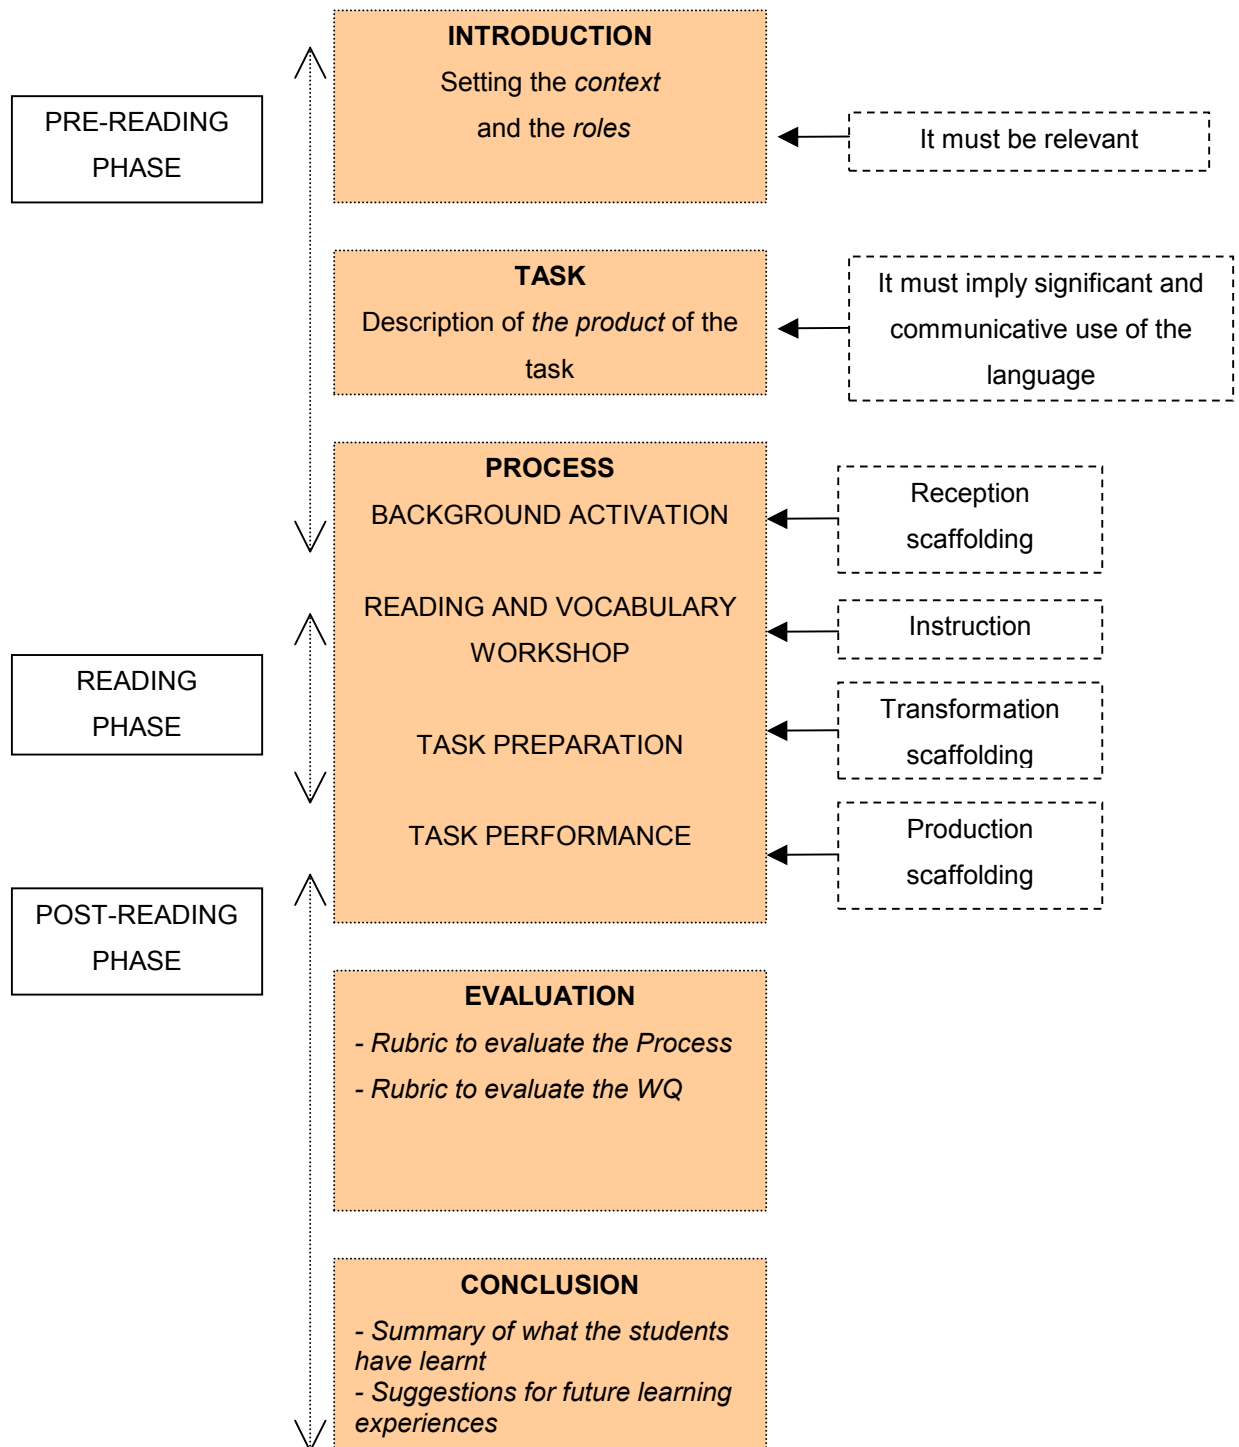 INTRODUCTION
Setting the context
and the roles
PRE-READING
PHASE
It must be relevant
TASK
Description of the product of the
task
It must imply significant and
communicative use of the
language
PROCESS
BACKGROUND ACTIVATION
Reception
scaffolding
READING AND VOCABULARY
WORKSHOP
Instruction
READING
PHASE
TASK PREPARATION
Transformation
scaffolding
TASK PERFORMANCE
Production
scaffolding
POST-READING
PHASE
EVALUATION
- Rubric to evaluate the Process
- Rubric to evaluate the WQ
CONCLUSION
- Summary of what the students
have learnt
- Suggestions for future learning
experiences